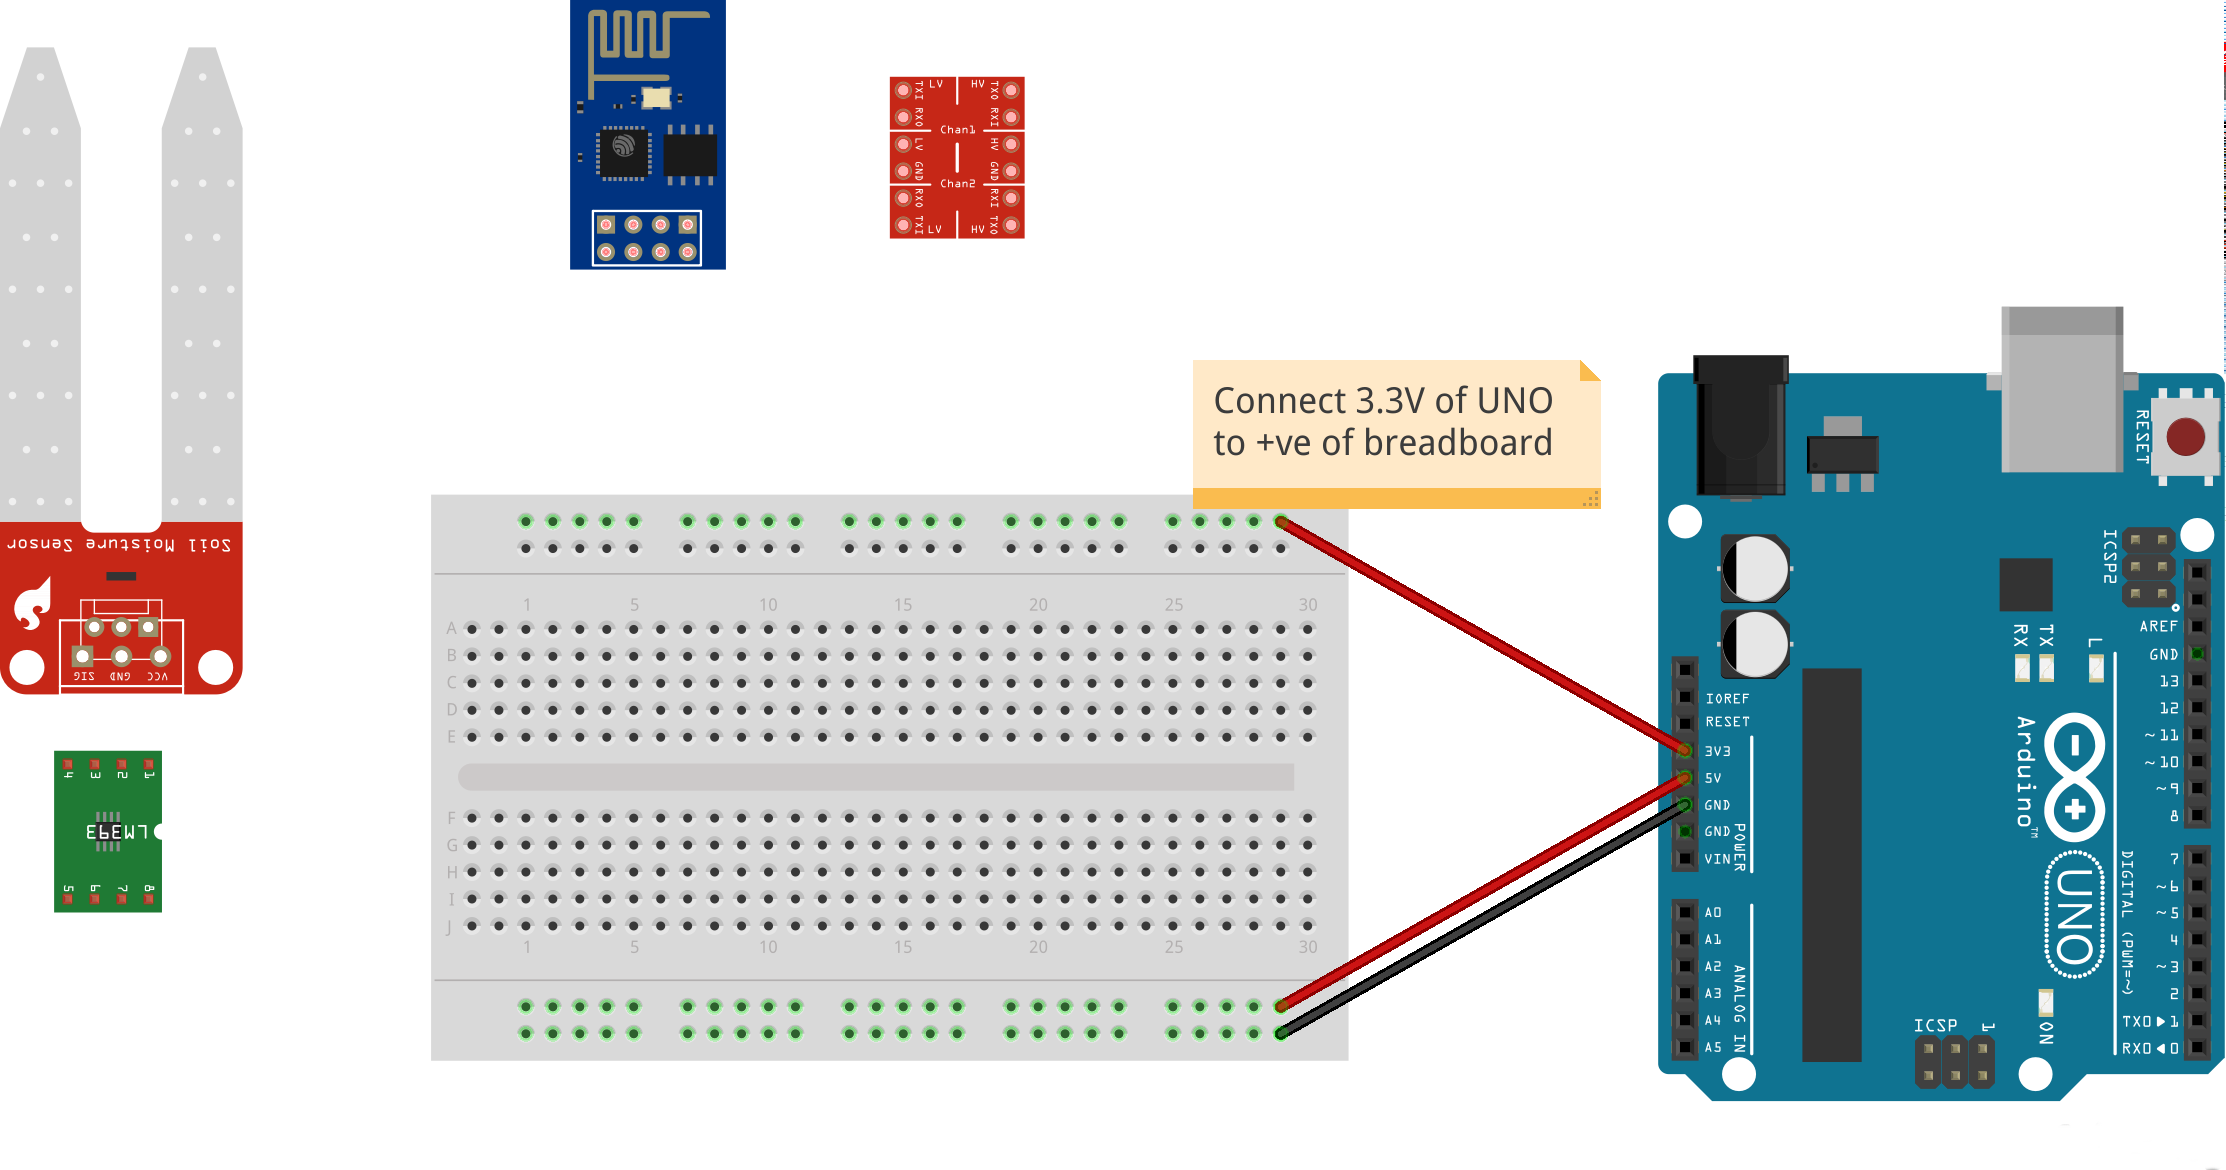 TXI LV HV TXO
RXO RXI
Chan1
LV HV
GND GND
Chan2
RXO RXI
TXI LV HV TXO
Connect 3.3V of UNO
to +ve of breadboard
RESET
Soil Moisture Sensor
SIG GND VCC
4 3 2 1
LM393
5 6 7 8
1 5 10 15 20 25 30
A
B
C
D
E
F
G
H
I
J
1 5 10 15 20 25 30
IOREF
RESET
3V3
5V
GND
GND
VIN
POWER
A0
A1
A2
A3
A4
A5
ANALOG IN
ICSP2
RX TX L
Arduino™
UNO
AREF
GND
13
12
~11
~10
~9
8
7
~6
~5
4
~3
2
TX0▶1
RX0◀0
DIGITAL (PWM=~)
ICSP 1
ON